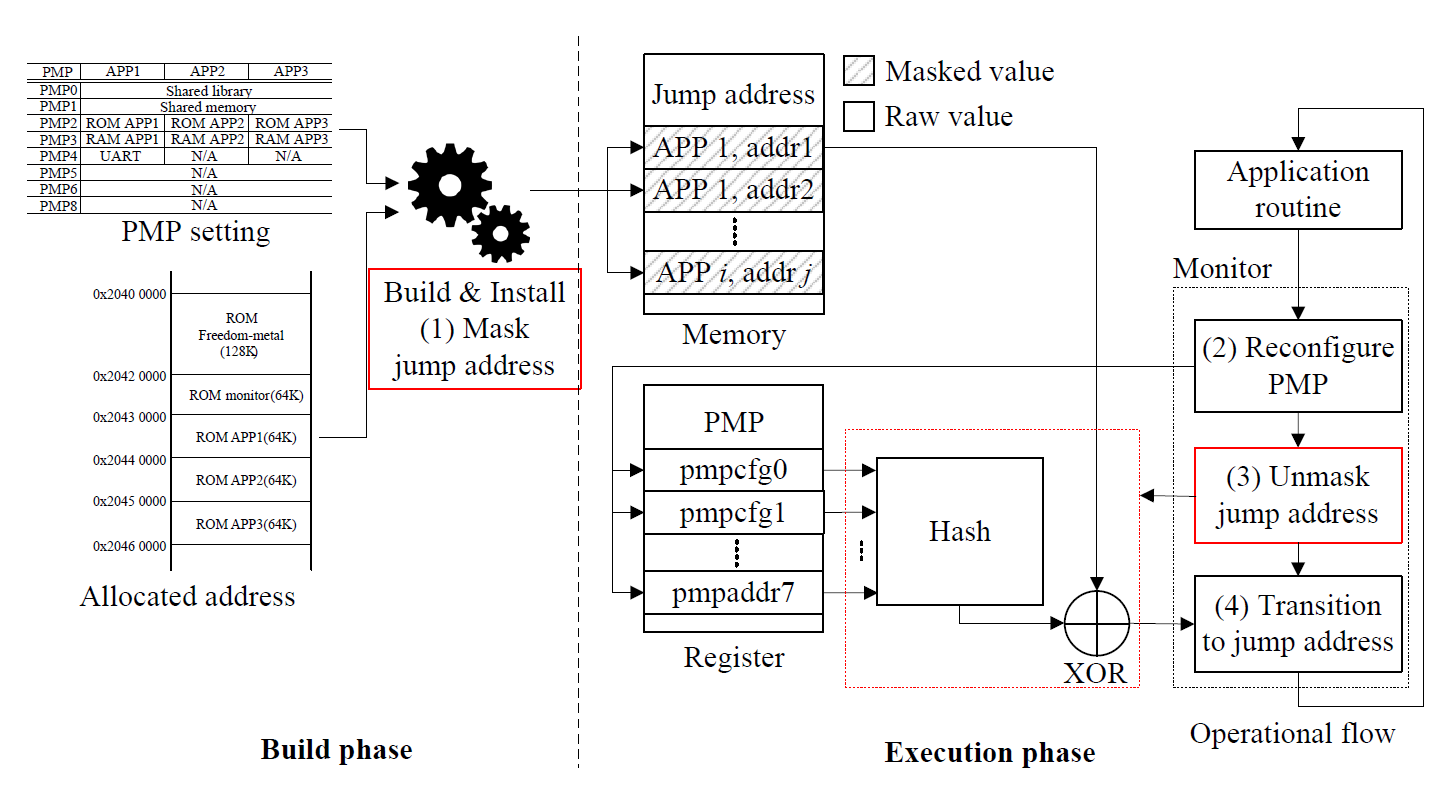 PMP APP1 APP2 APP3
PMP0 Shared library
PMP1 Shared memory
PMP2 ROM APP1 ROM APP2 ROM APP3
PMP3 RAM APP1 RAM APP2 RAM APP3
PMP4 UART N/A N/A
PMP5 N/A
PMP6 N/A
PMP8 N/A
PMP setting
0x2040 0000
ROM
Freedom-metal
(128K)
0x2042 0000
ROM monitor(64K)
0x2043 0000
ROM APP1(64K)
0x2044 0000
ROM APP2(64K)
0x2045 0000
ROM APP3(64K)
0x2046 0000
Allocated address
Build & Install
(1) Mask
jump address
Build phase
Jump address
APP 1, addr1
APP 1, addr2
APP i, addr j
Memory
Masked value
Raw value
PMP
pmpcfg0
pmpcfg1
pmpaddr7
Register
Hash
XOR
Application
routine
Monitor
(2) Reconfigure
PMP
(3) Unmask
jump address
(4) Transition
to jump address
Operational flow
Execution phase